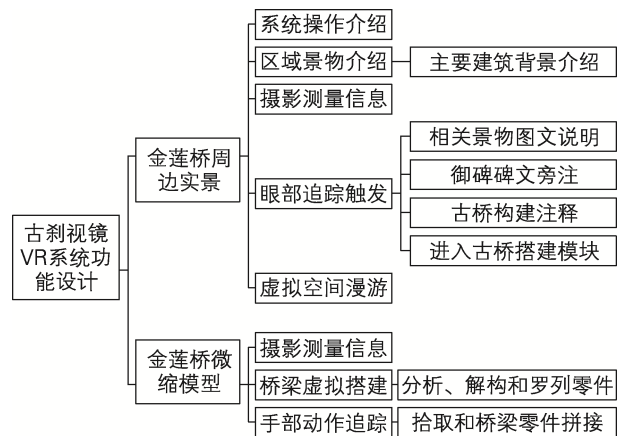 古刹视镜
VR系统功
能设计
金莲桥周
边实景
系统操作介绍
区域景物介绍
主要建筑背景介绍
摄影测量信息
眼部追踪触发
相关景物图文说明
御碑碑文旁注
古桥构建注释
进入古桥搭建模块
虚拟空间漫游
金莲桥微
缩模型
摄影测量信息
桥梁虚拟搭建
分析、解构和罗列零件
手部动作追踪
拾取和桥梁零件拼接